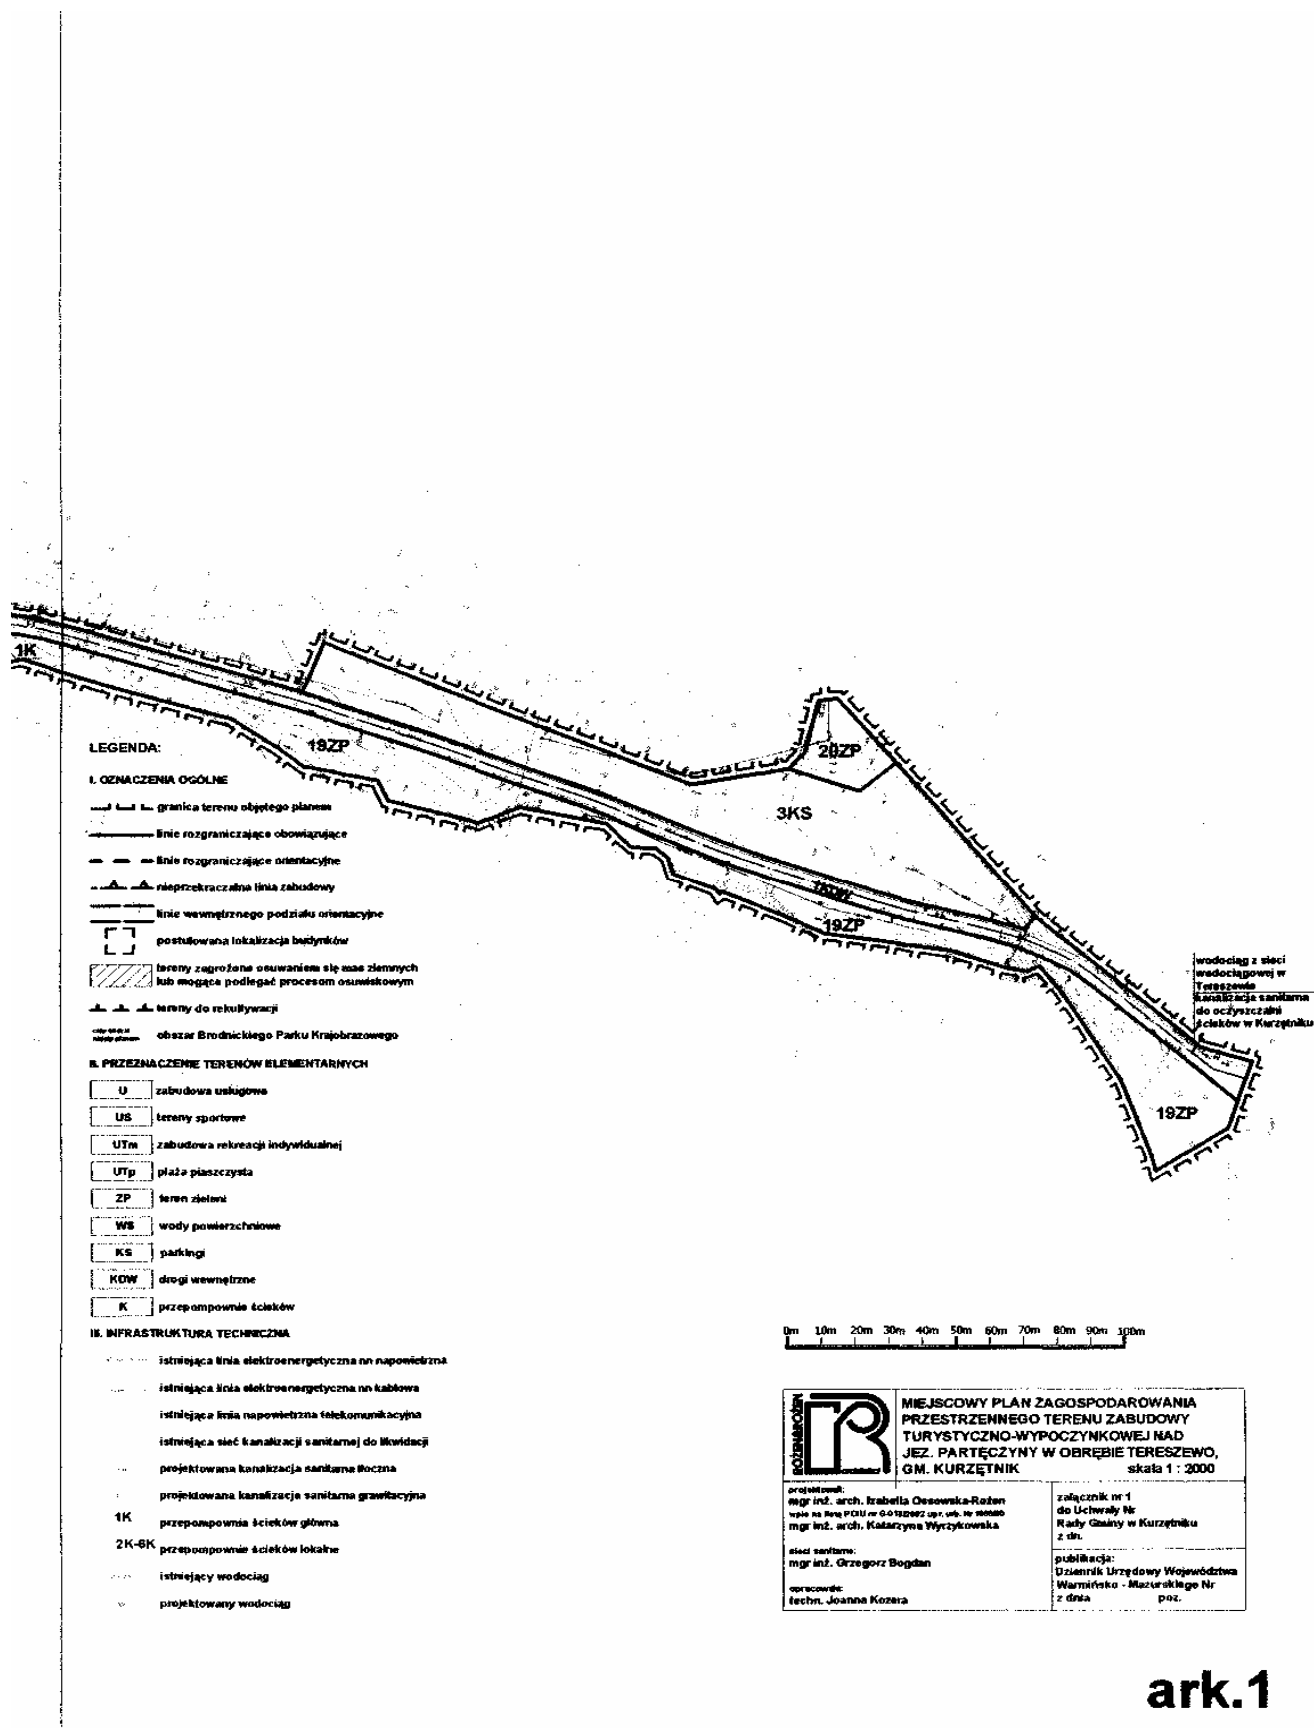 1K
19ZP
20ZP
3KS
19ZP
wodociąg z sieci
wodociągowej w
Tereszewie
kanalizacja sanitarna
do oczyszczalni
ścieków w Kurzętniku
19ZP
LEGENDA:
I. OZNACZENIA OGÓLNE
granica terenu objętego planem
linie rozgraniczające obowiązujące
linie rozgraniczające orientacyjne
nieprzekraczalna linia zabudowy
linie wewnętrznego podziału orientacyjne
postulowana lokalizacja budynków
tereny zagrożone osuwaniem się mas ziemnych
lub mogące podlegać procesom osuwiskowym
tereny do rekultywacji
obszar Brodnickiego Parku Krajobrazowego
II. PRZEZNACZENIE TERENÓW ELEMENTARNYCH
U zabudowa usługowa
US tereny sportowe
UTm zabudowa rekreacji indywidualnej
UTp plaża piaszczysta
ZP teren zieleni
WS wody powierzchniowe
KS parkingi
KDW drogi wewnętrzne
K przepompownie ścieków
III. INFRASTRUKTURA TECHNICZNA
istniejąca linia elektroenergetyczna nn napowietrzna
istniejąca linia elektroenergetyczna nn kablowa
istniejąca linia napowietrzna telekomunikacyjna
istniejąca sieć kanalizacji sanitarnej do likwidacji
projektowana kanalizacja sanitarna tłoczna
projektowana kanalizacja sanitarna grawitacyjna
1K przepompownia ścieków główna
2K-6K przepompownie ścieków lokalne
istniejący wodociąg
projektowany wodociąg
0m 10m 20m 30m 40m 50m 60m 70m 80m 90m 100m
ROŻEN&ROŻEN
architekci
MIEJSCOWY PLAN ZAGOSPODAROWANIA
PRZESTRZENNEGO TERENU ZABUDOWY
TURYSTYCZNO-WYPOCZYNKOWEJ NAD
JEZ. PARTĘCZYNY W OBRĘBIE TERESZEWO,
GM. KURZĘTNIK skala 1 : 2000
projektował:
mgr inż. arch. Izabella Ossowska-Rożen
mgr inż. arch. Katarzyna Wyrzykowska
sieci sanitarne:
mgr inż. Grzegorz Bogdan
opracowała:
techn. Joanna Kozera
załącznik nr 1
do Uchwały Nr
Rady Gminy w Kurzętniku
z dn.
publikacja:
Dziennik Urzędowy Województwa
Warmińsko - Mazurskiego Nr
z dnia poz.
ark.1